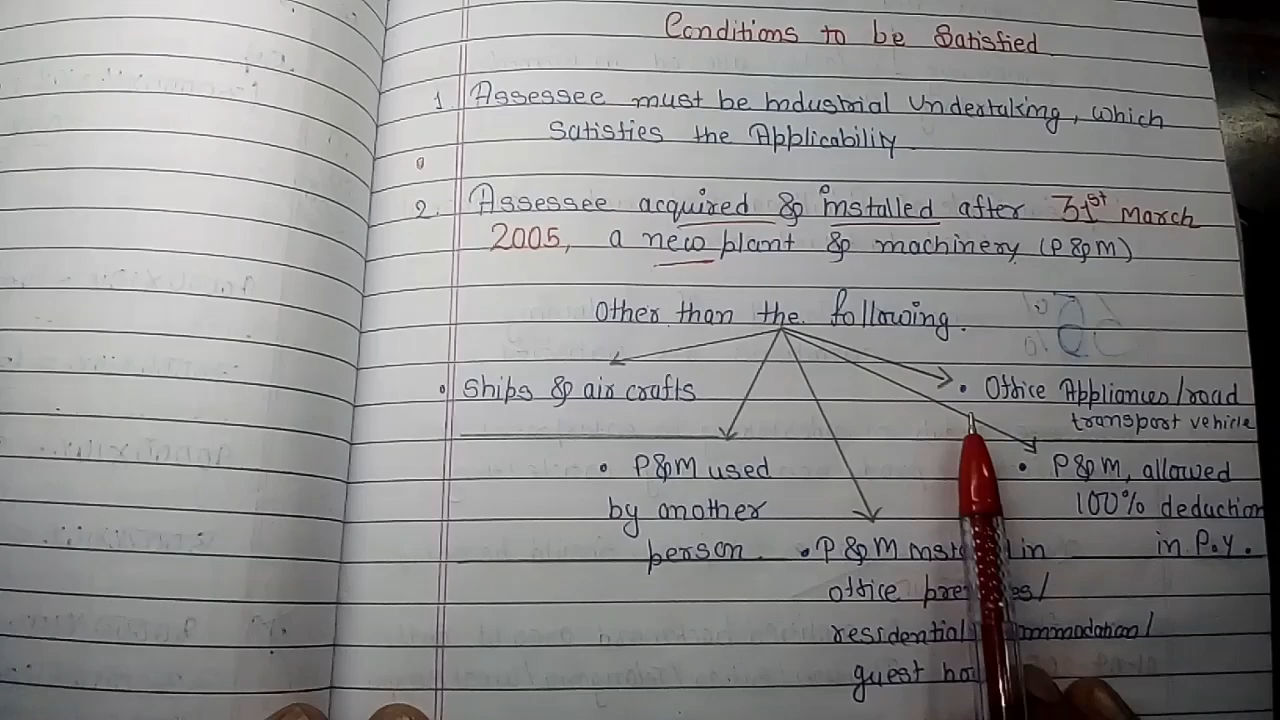 Conditions to be Satisfied
1. Assessee must be Industrial Undertaking, which
Satisfies the Applicability
2. Assessee acquired & installed after 31st March
2005, a new plant & machinery (P&M)
Other than the following.
• Ships & air crafts
• Office Appliances/road
transport vehicle
• P&M used
by another
person.
• P&M, allowed
100% deduction
in P.Y.
• P&M in
office
residential
guest